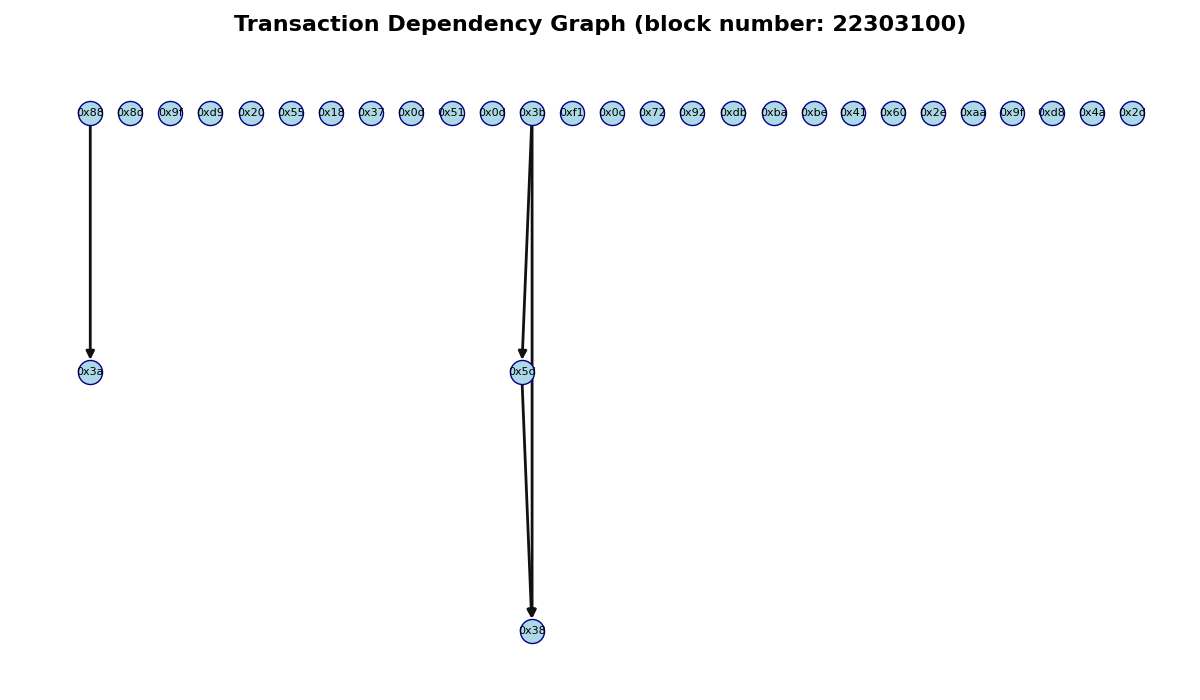 Transaction Dependency Graph (block number: 22303100)
0x88 0x8d 0x9f 0xd9 0x20 0x55 0x18 0x37 0x0d 0x51 0x0d 0x3b 0xf1 0x0c 0x72 0x92 0xdb 0xba 0xbe 0x41 0x60 0x2e 0xaa 0x9f 0xd8 0x4a 0x2d
0x3a 0x5d
0x38